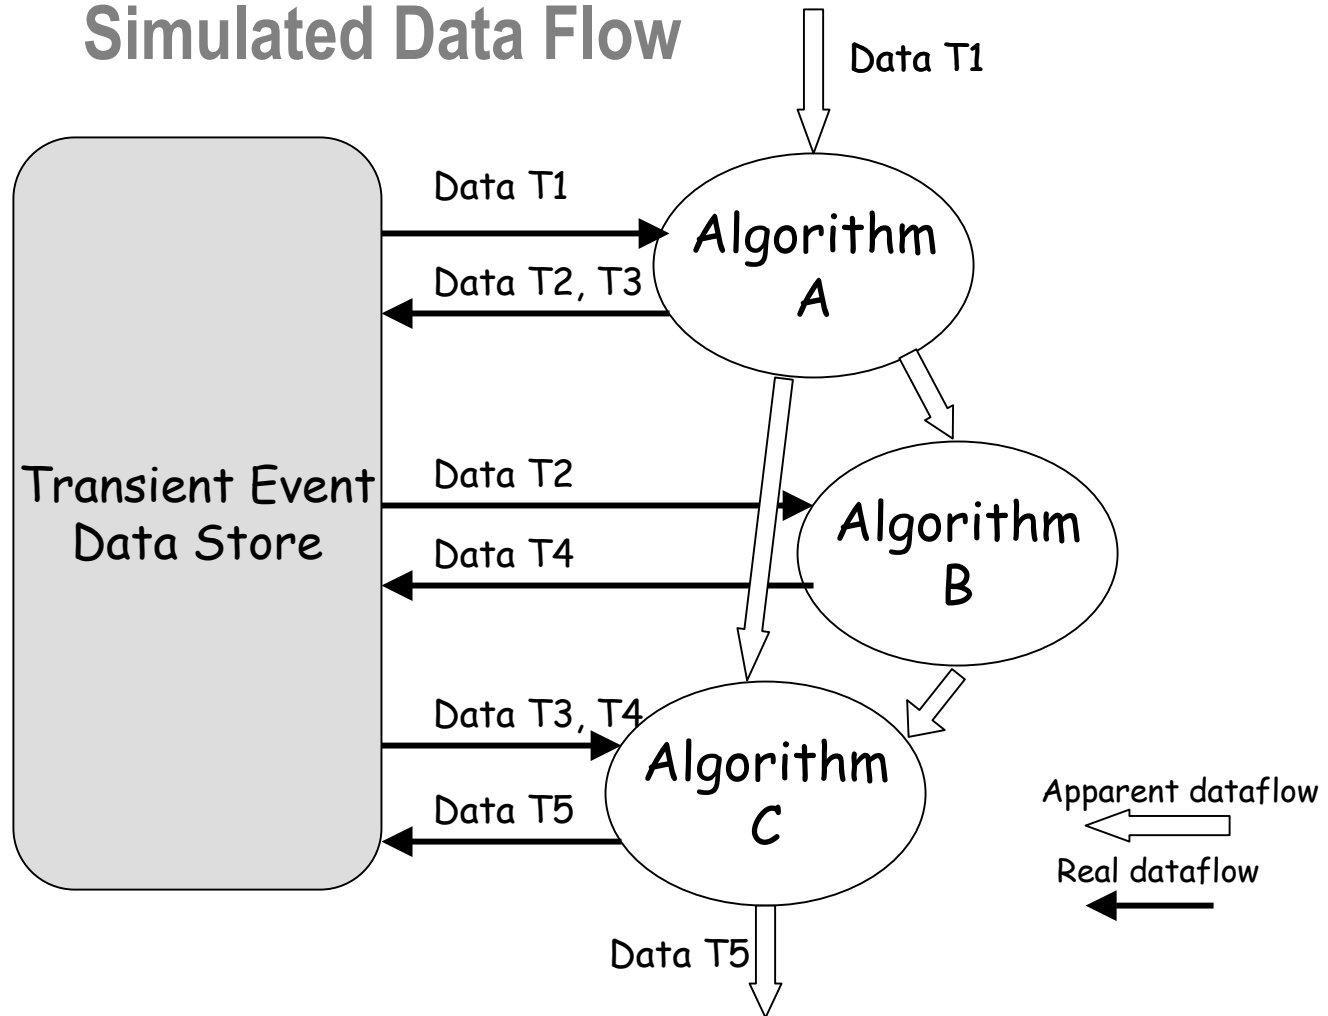 Simulated Data Flow
Data T1
Data T1
Algorithm
A
Data T2, T3
Transient Event
Data Store
Data T2
Algorithm
B
Data T4
Data T3, T4
Algorithm
C
Data T5
Apparent dataflow
Real dataflow
Data T5